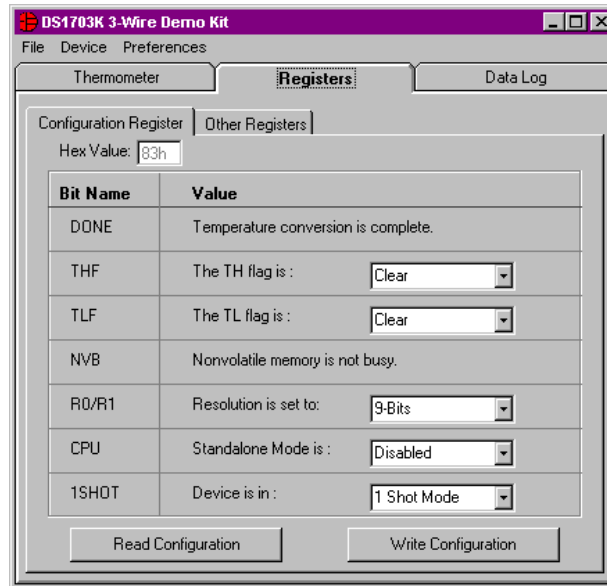 DS1703K 3-Wire Demo Kit
File Device Preferences
Thermometer Registers Data Log
Configuration Register Other Registers
Hex Value: 83h
Bit Name Value
DONE Temperature conversion is complete.
THF The TH flag is : Clear
TLF The TL flag is : Clear
NVB Nonvolatile memory is not busy.
R0/R1 Resolution is set to: 9-Bits
CPU Standalone Mode is : Disabled
1SHOT Device is in : 1 Shot Mode
Read Configuration Write Configuration